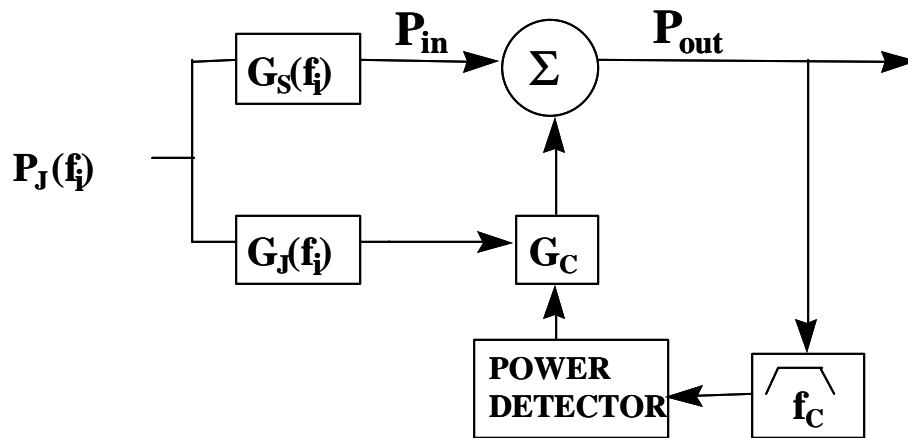 P_in
P_out
G_S(f_i)
Σ
P_J(f_i)
G_J(f_i)
G_C
POWER
DETECTOR
f_C